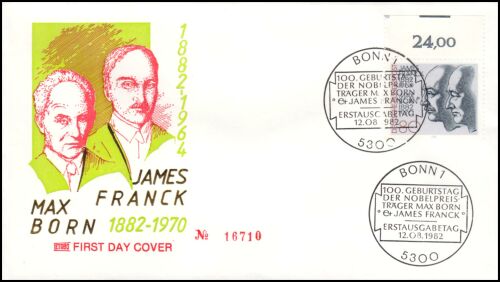 1882-1964
JAMES
FRANCK
MAX
BORN 1882-1970
FIRST DAY COVER
№ 16710
24,00
BONN 1
100. GEBURTSTAG
DER NOBELPREIS-
TRÄGER MAX BORN
& JAMES FRANCK
ERSTAUSGABETAG
12.08.1982
5300
BONN 1
100. GEBURTSTAG
DER NOBELPREIS-
TRÄGER MAX BORN
& JAMES FRANCK
ERSTAUSGABETAG
12.08.1982
5300